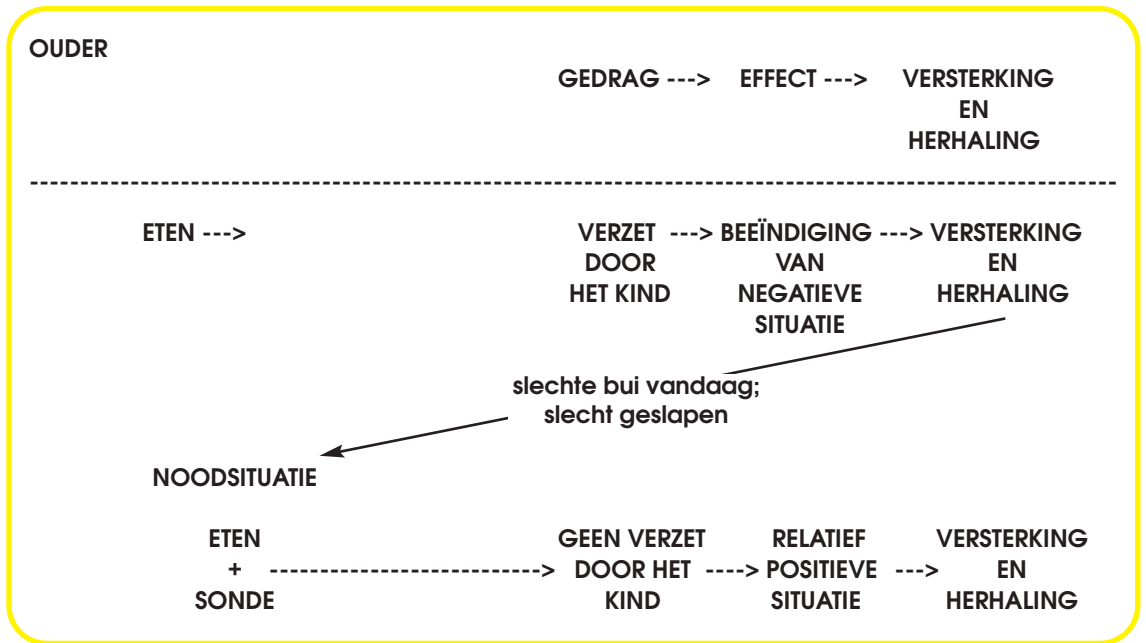 OUDER
GEDRAG ---> EFFECT ---> VERSTERKING
EN
HERHALING
ETEN ---> VERZET ---> BEEÏNDIGING ---> VERSTERKING
DOOR VAN EN
HET KIND NEGATIEVE HERHALING
SITUATIE
slechte bui vandaag;
slecht geslapen
NOODSITUATIE
ETEN GEEN VERZET RELATIEF VERSTERKING
+ ---------------------------> DOOR HET ----> POSITIEVE ---> EN
SONDE KIND SITUATIE HERHALING